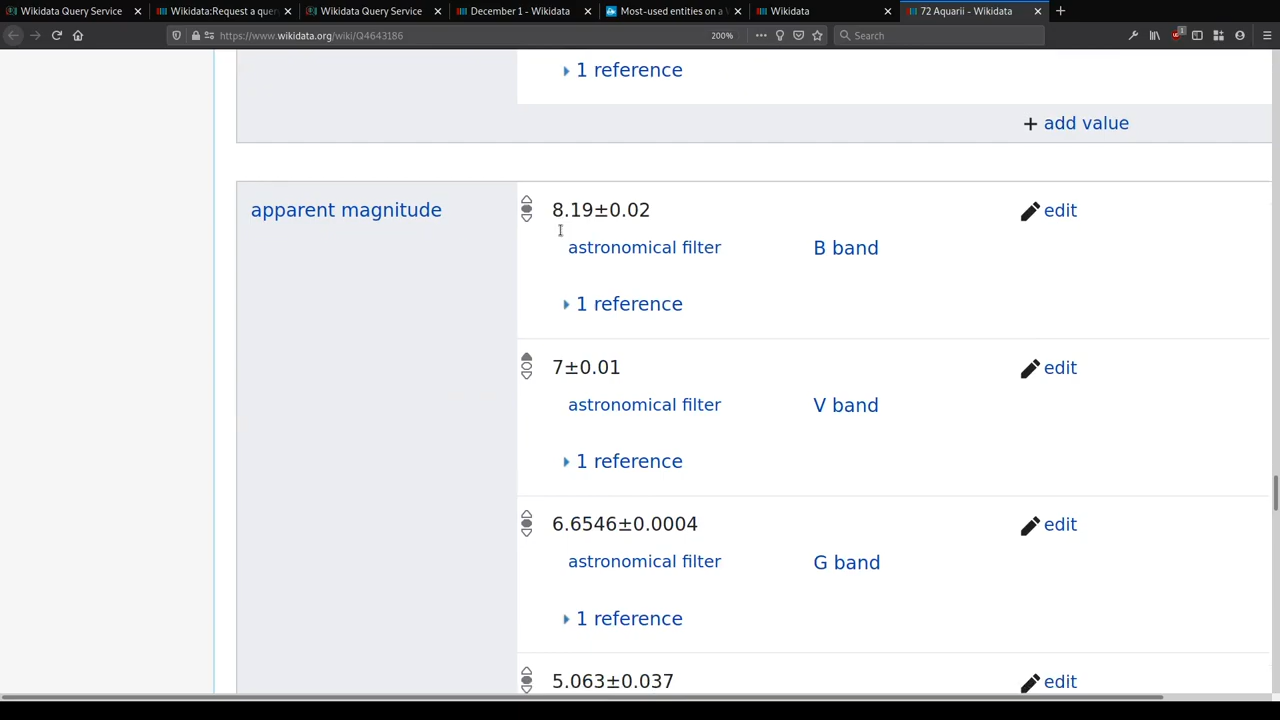 Wikidata Query Service
Wikidata:Request a quer
Wikidata Query Service
December 1 - Wikidata
Most-used entities on a W
Wikidata
72 Aquarii - Wikidata
https://www.wikidata.org/wiki/Q4643186
200%
Search
1
1 reference
+ add value
apparent magnitude
8.19±0.02
edit
astronomical filter
B band
1 reference
7±0.01
edit
astronomical filter
V band
1 reference
6.6546±0.0004
edit
astronomical filter
G band
1 reference
5.063±0.037
edit